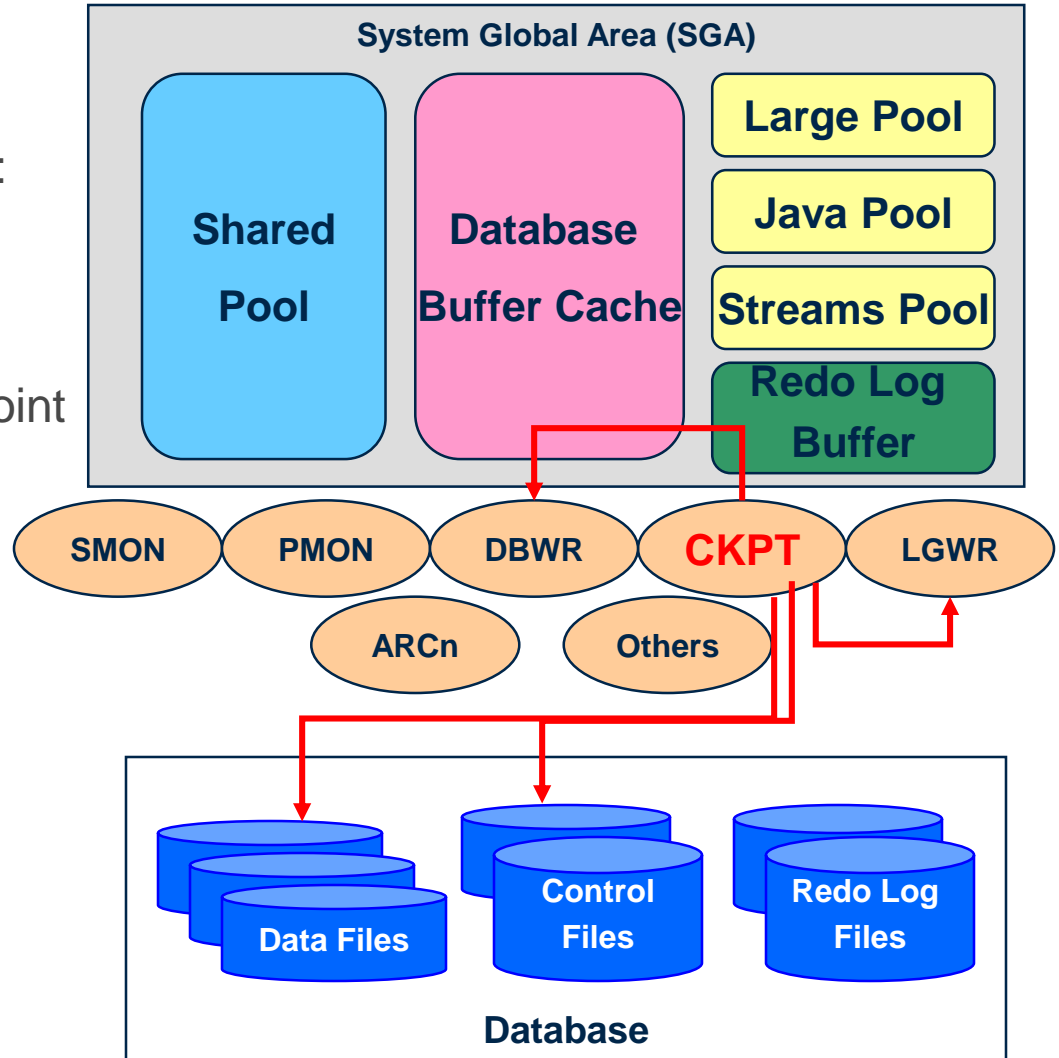 System Global Area (SGA)
:
oint
Shared
Pool
Database
Buffer Cache
Large Pool
Java Pool
Streams Pool
Redo Log
Buffer
SMON
PMON
DBWR
CKPT
LGWR
ARCn
Others
Data Files
Control
Files
Redo Log
Files
Database